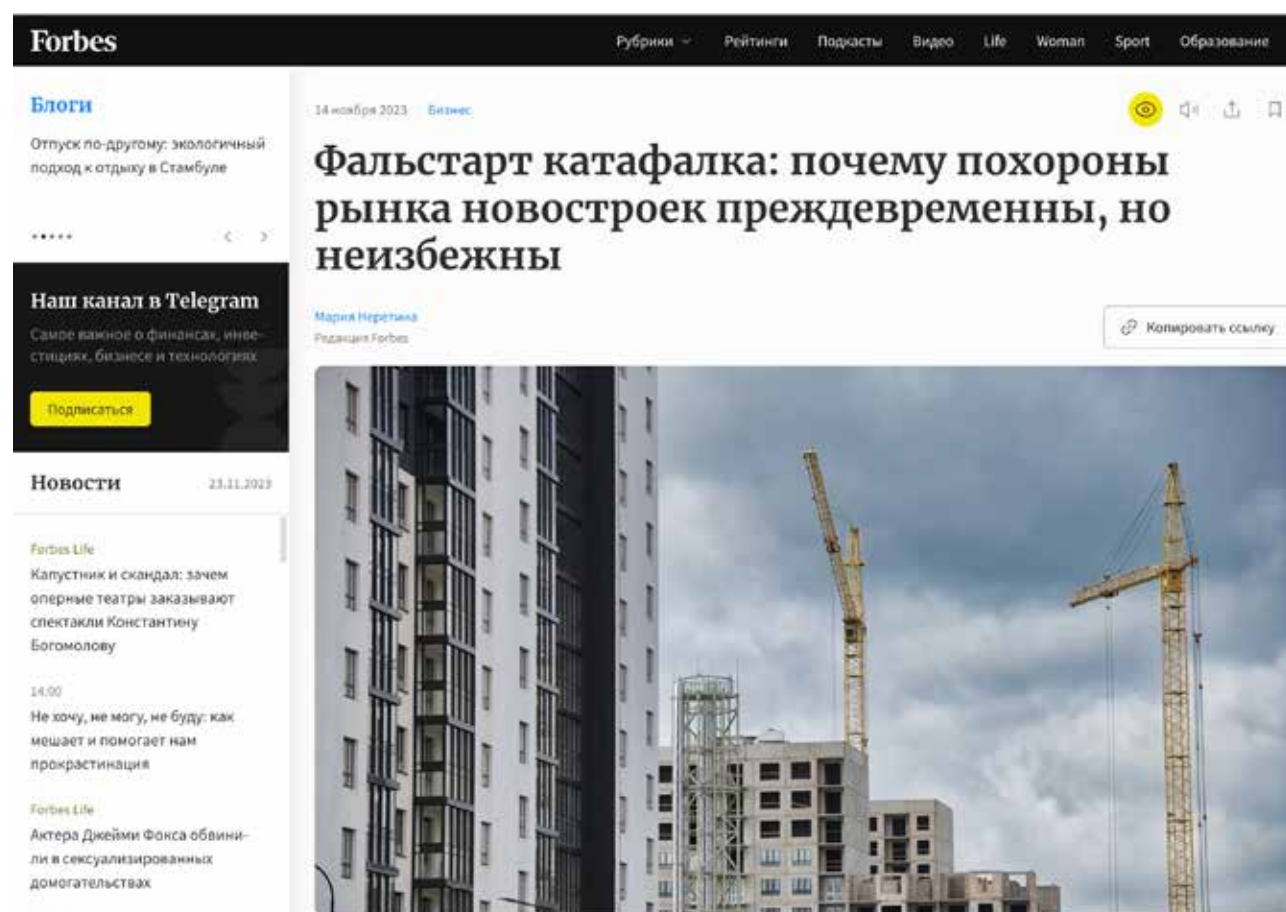 Forbes
Рубрики
Рейтинги
Подкасты
Видео
Life
Woman
Sport
Образование
Блоги
Отпуск по-другому: экологичный
подход к отдыху в Стамбуле
Наш канал в Telegram
Самое важное о финансах, инве-
стициях, бизнесе и технологиях
Подписаться
Новости
23.11.2023
Forbes Life
Капустник и скандал: зачем
оперные театры заказывают
спектакли Константину
Богомолову
14:00
Не хочу, не могу, не буду: как
мешает и помогает нам
прокрастинация
Forbes Life
Актера Джейми Фокса обвини-
ли в сексуализированных
домогательствах
14 ноября 2023
Бизнес
Фальстарт катафалка: почему похороны
рынка новостроек преждевременны, но
неизбежны
Мария Неретина
Редакция Forbes
Копировать ссылку